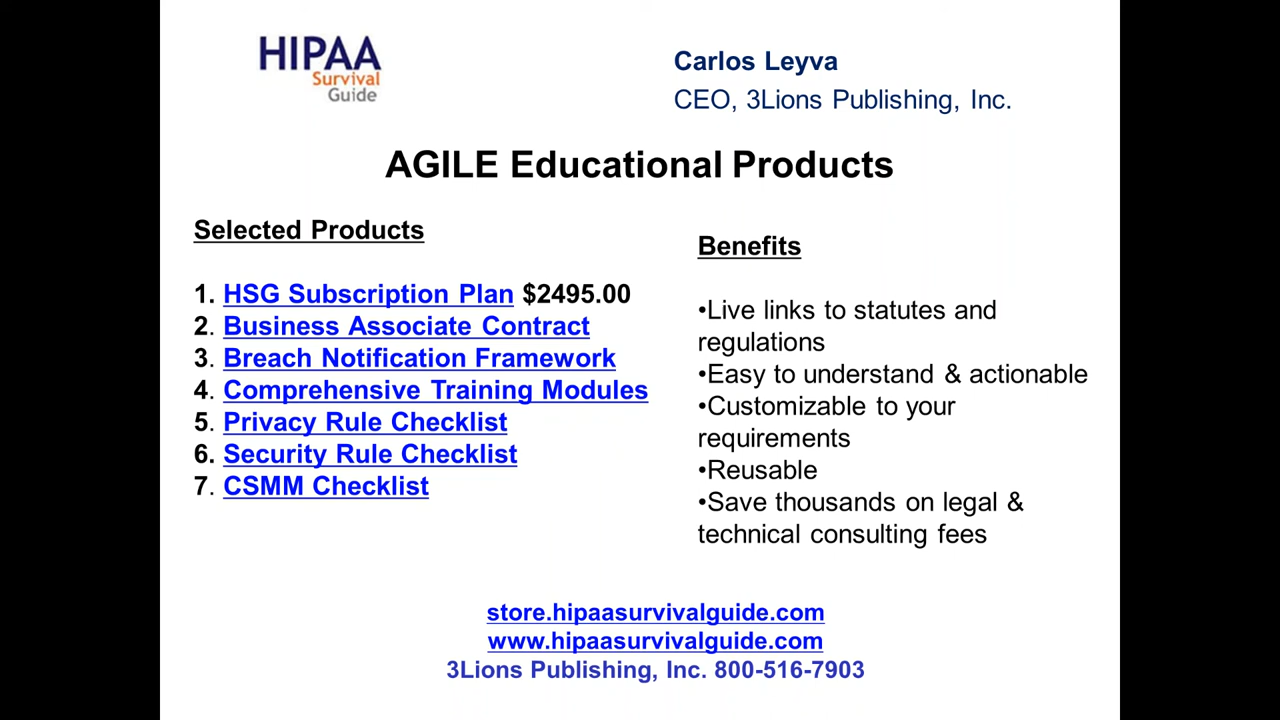 HIPAA
Survival
Guide
Carlos Leyva
CEO, 3Lions Publishing, Inc.
AGILE Educational Products
Selected Products
1. HSG Subscription Plan $2495.00
2. Business Associate Contract
3. Breach Notification Framework
4. Comprehensive Training Modules
5. Privacy Rule Checklist
6. Security Rule Checklist
7. CSMM Checklist
Benefits
•Live links to statutes and
regulations
•Easy to understand & actionable
•Customizable to your
requirements
•Reusable
•Save thousands on legal &
technical consulting fees
store.hipaasurvivalguide.com
www.hipaasurvivalguide.com
3Lions Publishing, Inc. 800-516-7903